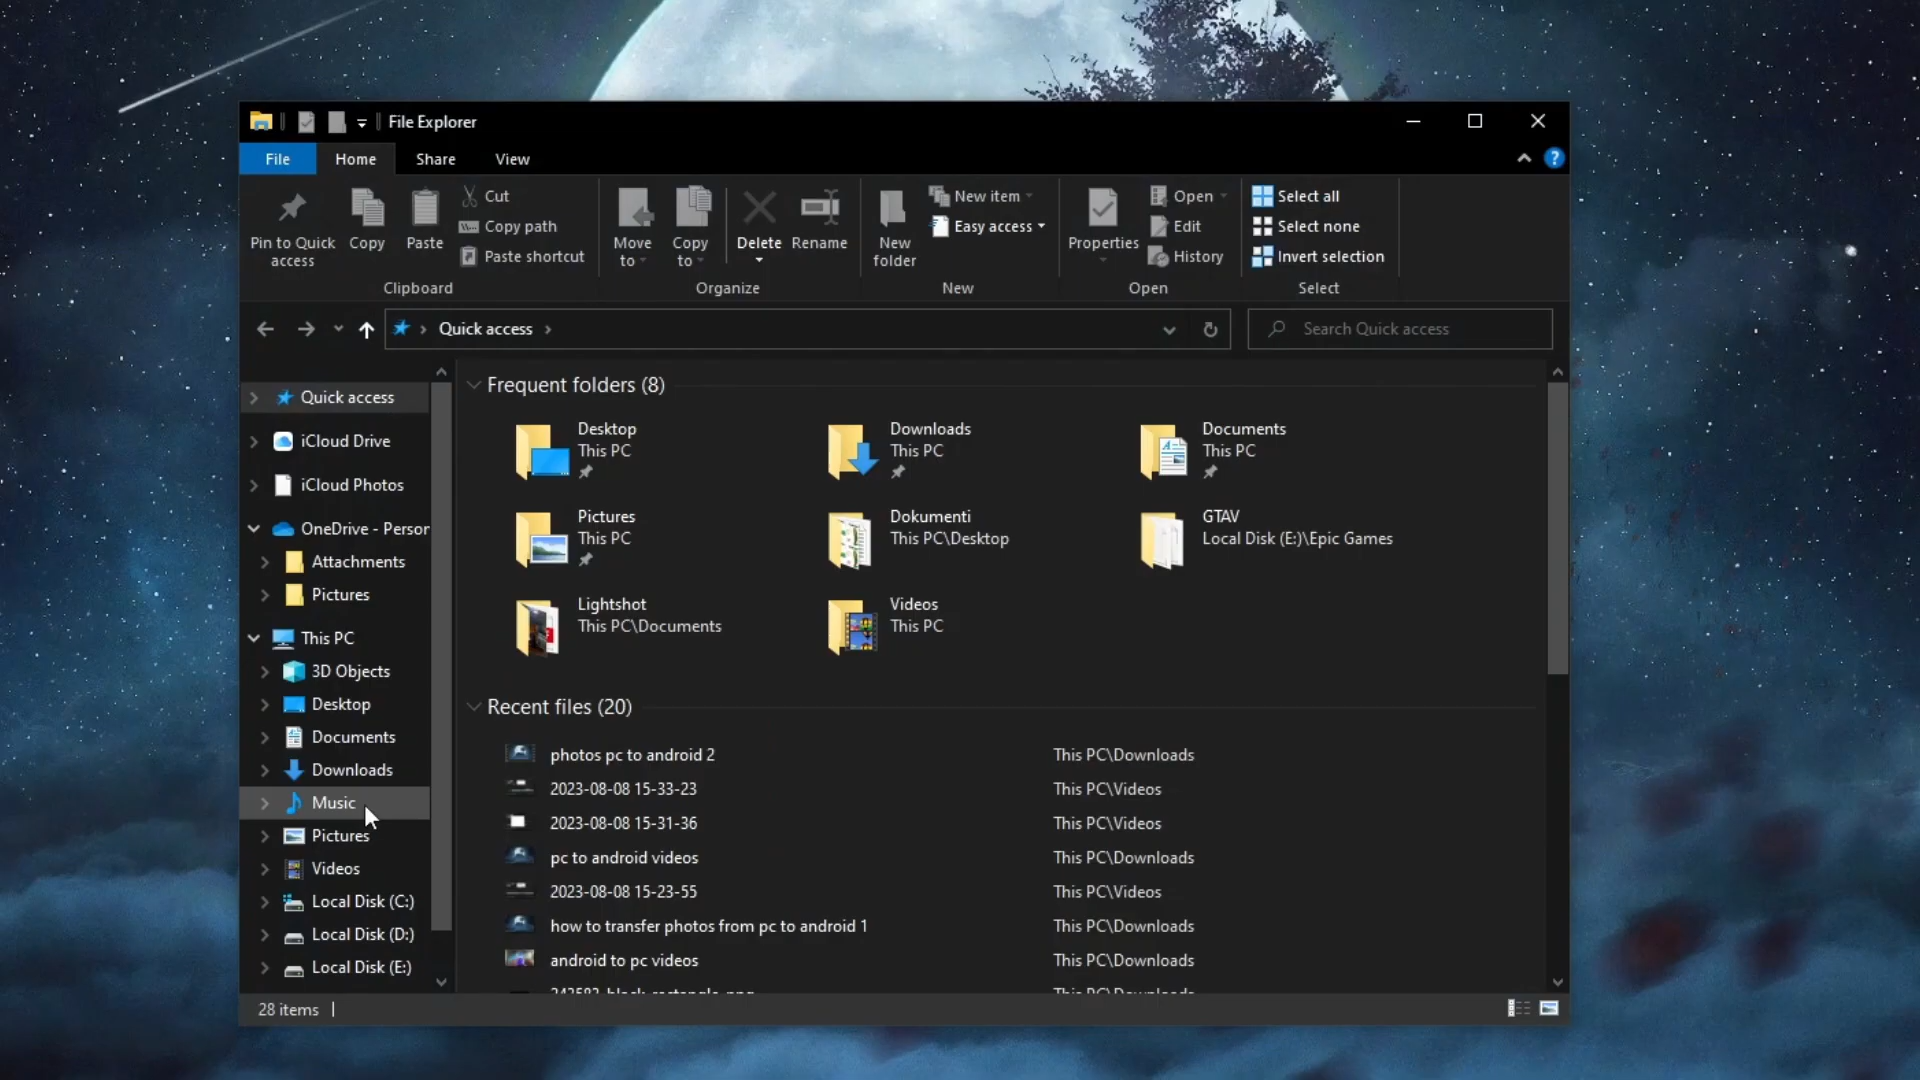 File Explorer
File
Home
Share
View
Pin to Quick
access
Copy
Paste
Cut
Copy path
Paste shortcut
Clipboard
Move
to
Copy
to
Delete
Rename
Organize
New
folder
New item
Easy access
New
Properties
Open
Edit
History
Open
Select all
Select none
Invert selection
Select
Quick access
Search Quick access
Quick access
iCloud Drive
iCloud Photos
OneDrive - Person
Attachments
Pictures
This PC
3D Objects
Desktop
Documents
Downloads
Music
Pictures
Videos
Local Disk (C:)
Local Disk (D:)
Local Disk (E:)
Frequent folders (8)
Desktop
This PC
Downloads
This PC
Documents
This PC
Pictures
This PC
Dokumenti
This PC\Desktop
GTAV
Local Disk (E:)\Epic Games
Lightshot
This PC\Documents
Videos
This PC
Recent files (20)
photos pc to android 2 This PC\Downloads
2023-08-08 15-33-23 This PC\Videos
2023-08-08 15-31-36 This PC\Videos
pc to android videos This PC\Downloads
2023-08-08 15-23-55 This PC\Videos
how to transfer photos from pc to android 1 This PC\Downloads
android to pc videos This PC\Downloads
28 items